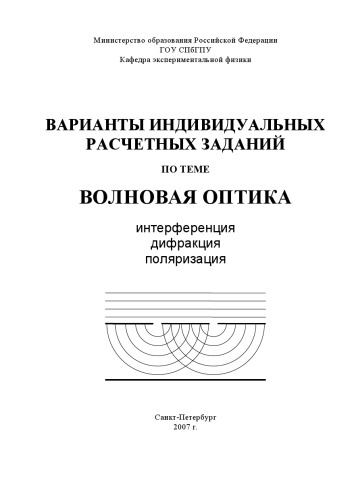 Министерство образования Российской Федерации
ГОУ СПбГПУ
Кафедра экспериментальной физики
ВАРИАНТЫ ИНДИВИДУАЛЬНЫХ
РАСЧЕТНЫХ ЗАДАНИЙ
ПО ТЕМЕ
ВОЛНОВАЯ ОПТИКА
интерференция
дифракция
поляризация
Санкт-Петербург
2007 г.